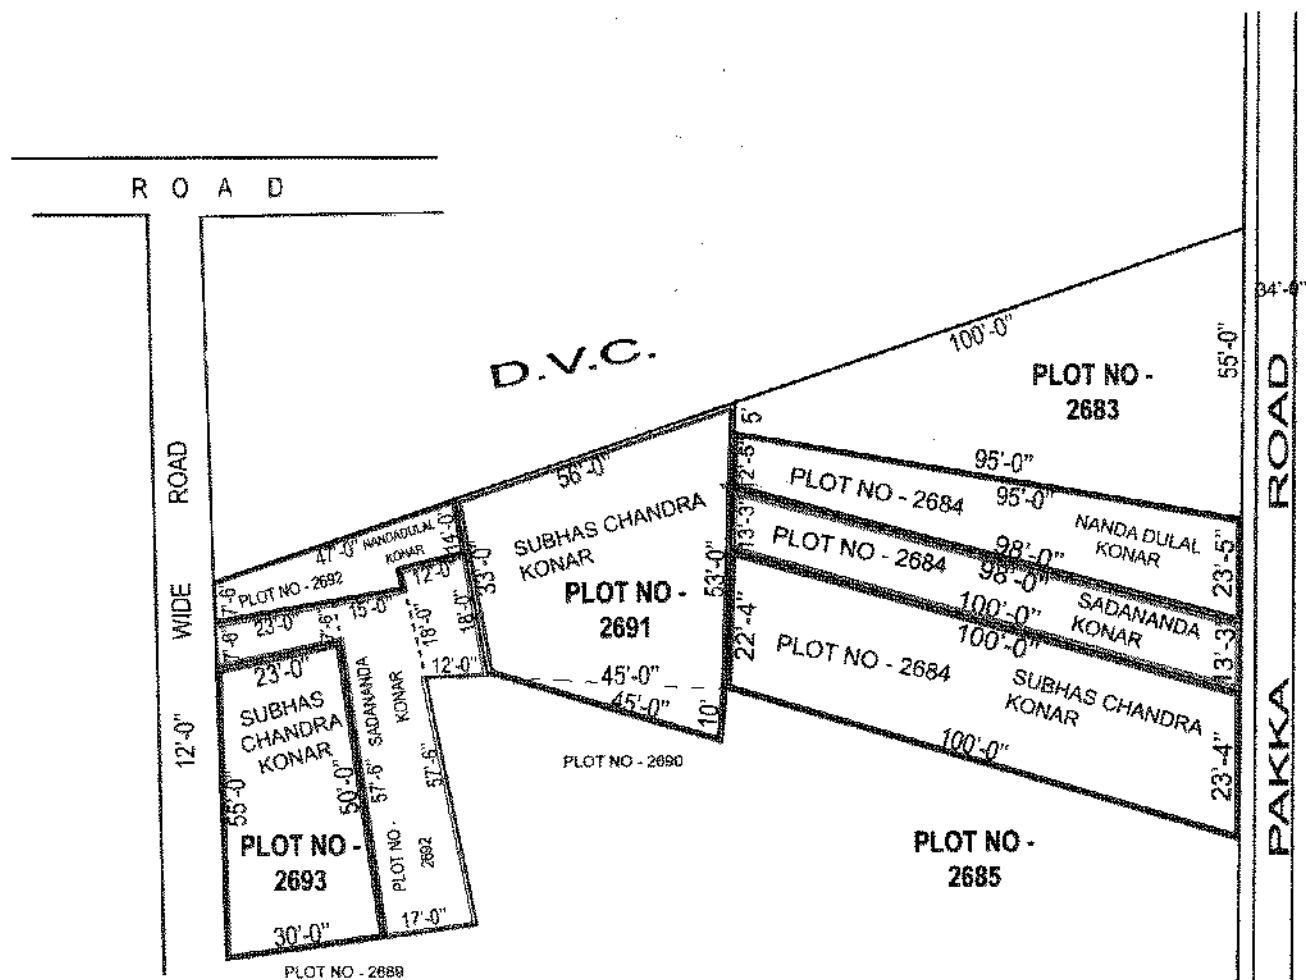 R O A D
34'-0"
D.V.C.
100'-0"
55'-0"
PLOT NO -
2683
5'
56'-0"
95'-0"
12'-5"
PLOT NO - 2684
95'-0"
NANDA DULAL
KONAR
23'-5"
WIDE ROAD
12'-0"
47'-0"
NANDADULAL
KONAR
14'-0"
PLOT NO - 2692
7'-6"
12'-0"
33'-0"
SUBHAS CHANDRA
KONAR
PLOT NO -
2691
53'-0"
13'-3"
PLOT NO - 2684
98'-0"
98'-0"
SADANANDA
KONAR
13'-3"
23'-0"
15'-0"
7'-6"
7'-6"
18'-0"
18'-0"
12'-0"
22'-4"
100'-0"
100'-0"
PLOT NO - 2684
SUBHAS CHANDRA
KONAR
23'-4"
100'-0"
23'-0"
SUBHAS
CHANDRA
KONAR
SADANANDA
KONAR
45'-0"
45'-0"
10'
PLOT NO - 2690
55'-0"
50'-0"
57'-6"
57'-6"
PLOT NO -
2693
PLOT NO -
2692
PLOT NO -
2685
PAKKA ROAD
30'-0"
17'-0"
PLOT NO - 2689